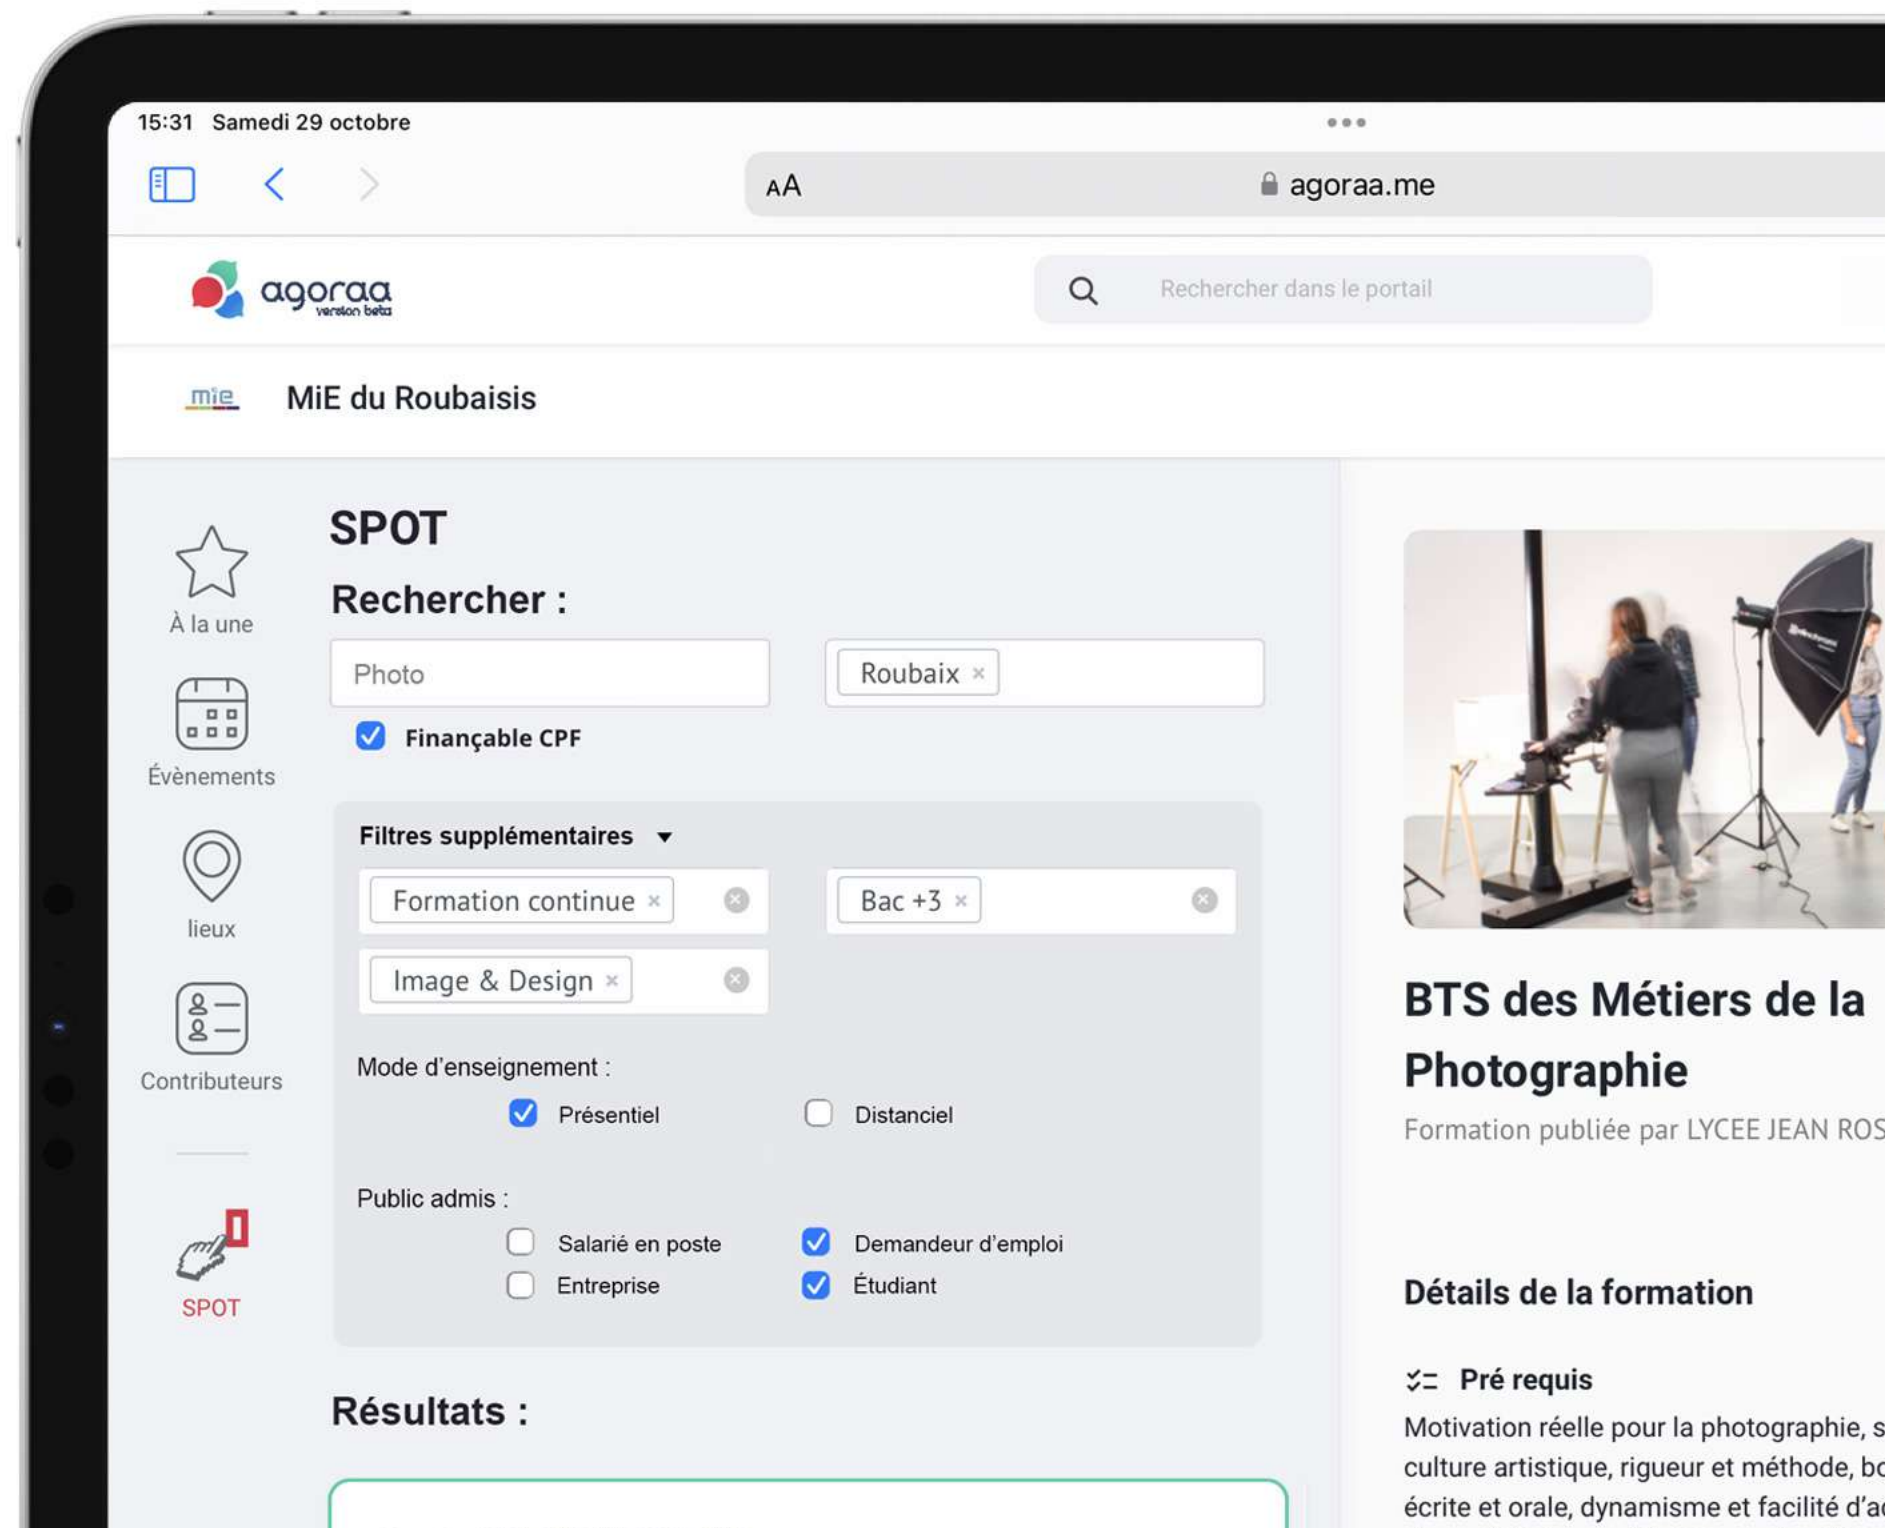 15:31 Samedi 29 octobre
AA
agoraa.me
agoraa
version beta
Rechercher dans le portail
mie
MiE du Roubaisis
À la une
Évènements
lieux
Contributeurs
SPOT
SPOT
Rechercher :
Photo
Roubaix ×
Finançable CPF
Filtres supplémentaires
Formation continue ×
Bac +3 ×
Image & Design ×
Mode d'enseignement :
Présentiel
Distanciel
Public admis :
Salarié en poste
Demandeur d'emploi
Entreprise
Étudiant
Résultats :
BTS des Métiers de la
Photographie
Formation publiée par LYCEE JEAN ROS
Détails de la formation
Pré requis
Motivation réelle pour la photographie, s
culture artistique, rigueur et méthode, bo
écrite et orale, dynamisme et facilité d'a